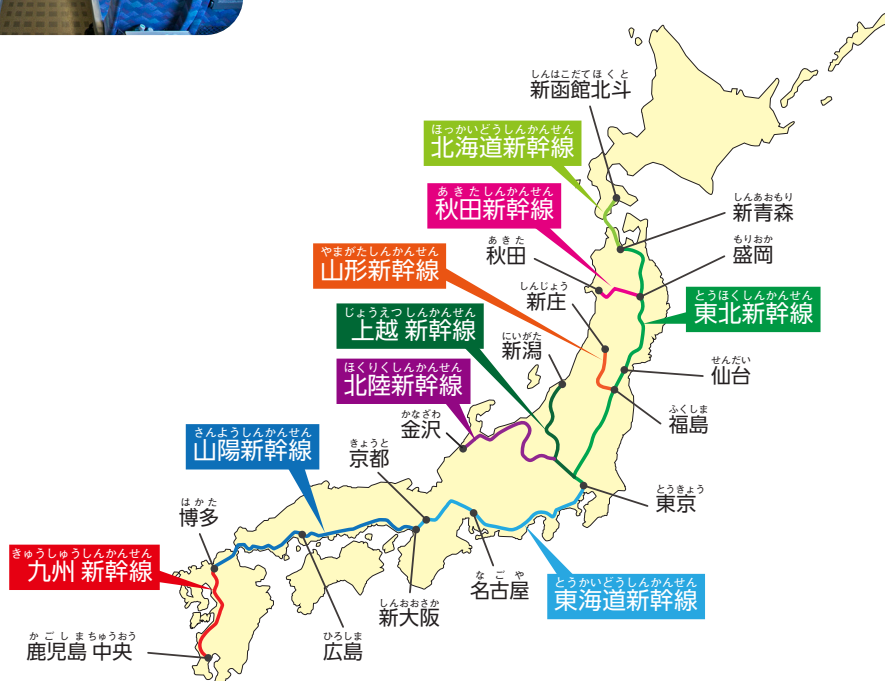 しんはこだてほくと
新函館北斗
ほっかいどうしんかんせん
北海道新幹線
あきたしんかんせん
秋田新幹線
しんあおもり
新青森
あきた
秋田
もりおか
盛岡
やまがたしんかんせん
山形新幹線
しんじょう
新庄
とうほくしんかんせん
東北新幹線
じょうえつしんかんせん
上越 新幹線
にいがた
新潟
せんだい
仙台
ほくりくしんかんせん
北陸新幹線
ふくしま
福島
かなざわ
金沢
さんようしんかんせん
山陽新幹線
きょうと
京都
とうきょう
東京
はかた
博多
きゅうしゅうしんかんせん
九州 新幹線
なごや
名古屋
とうかいどうしんかんせん
東海道新幹線
しんおおさか
新大阪
ひろしま
広島
かごしまちゅうおう
鹿児島 中央